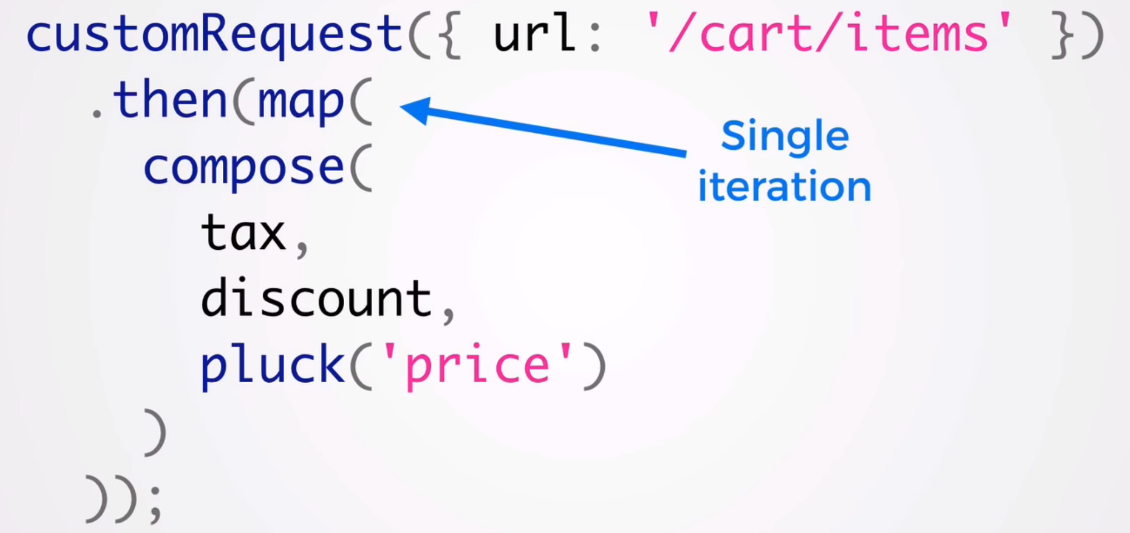 customRequest({ url: '/cart/items' })
.then(map(
Single
iteration
compose(
tax,
discount,
pluck('price')
)
));